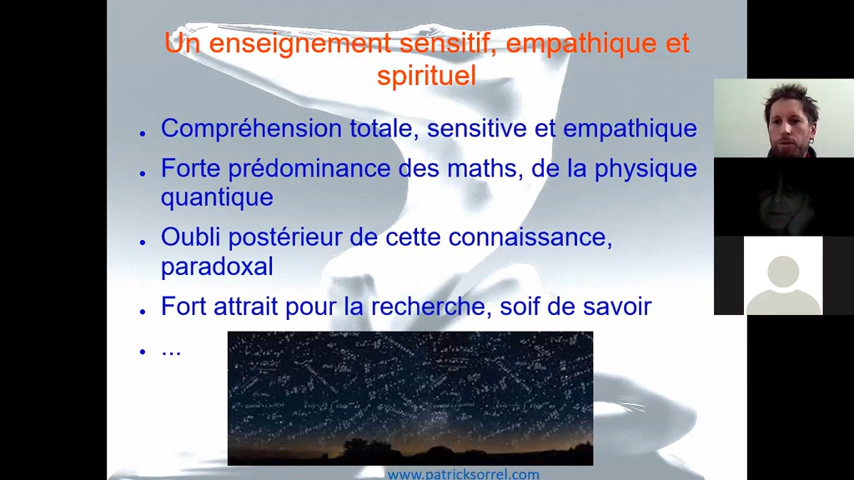 Un enseignement sensitif, empathique et
spirituel
Compréhension totale, sensitive et empathique
Forte prédominance des maths, de la physique
quantique
Oubli postérieur de cette connaissance,
paradoxal
Fort attrait pour la recherche, soif de savoir
...
www.patricksorrel.com